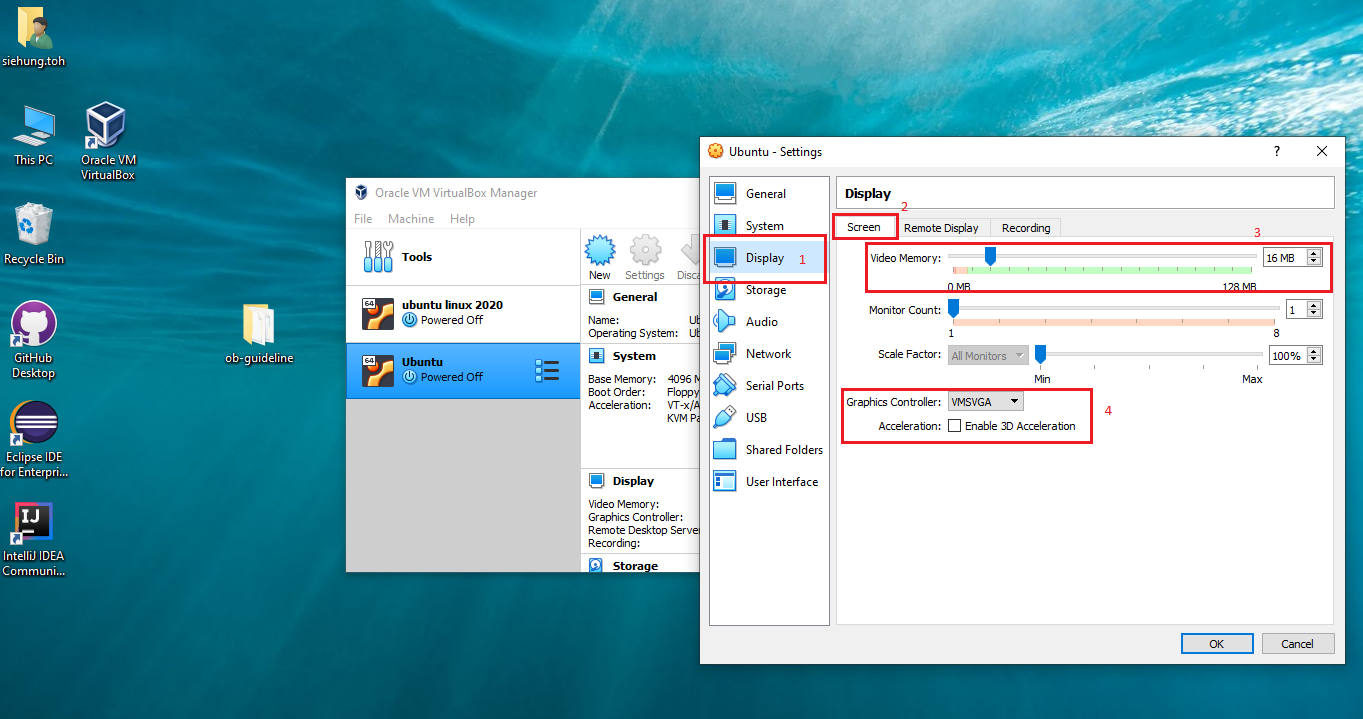 siehung.toh
This PC
Oracle VM
VirtualBox
Recycle Bin
GitHub
Desktop
ob-guideline
Eclipse IDE
for Enterpri...
IJ
IntelliJ IDEA
Communi...
Oracle VM VirtualBox Manager
File Machine Help
Tools
64
ubuntu linux 2020
Powered Off
64
Ubuntu
Powered Off
New Settings Disca
General
Name: Ub
Operating System: Ub
System
Base Memory: 4096 M
Boot Order: Floppy
Acceleration: VT-x/A
KVM Pa
Display
Video Memory:
Graphics Controller:
Remote Desktop Server
Recording:
Storage
Ubuntu - Settings ?
General
System
Display 1
Storage
Audio
Network
Serial Ports
USB
Shared Folders
User Interface
Display
2
Screen Remote Display Recording
3
Video Memory: 16 MB
0 MB 128 MB
Monitor Count: 1
1 8
Scale Factor: All Monitors 100%
Min Max
Graphics Controller: VMSVGA
4
Acceleration: Enable 3D Acceleration
OK Cancel